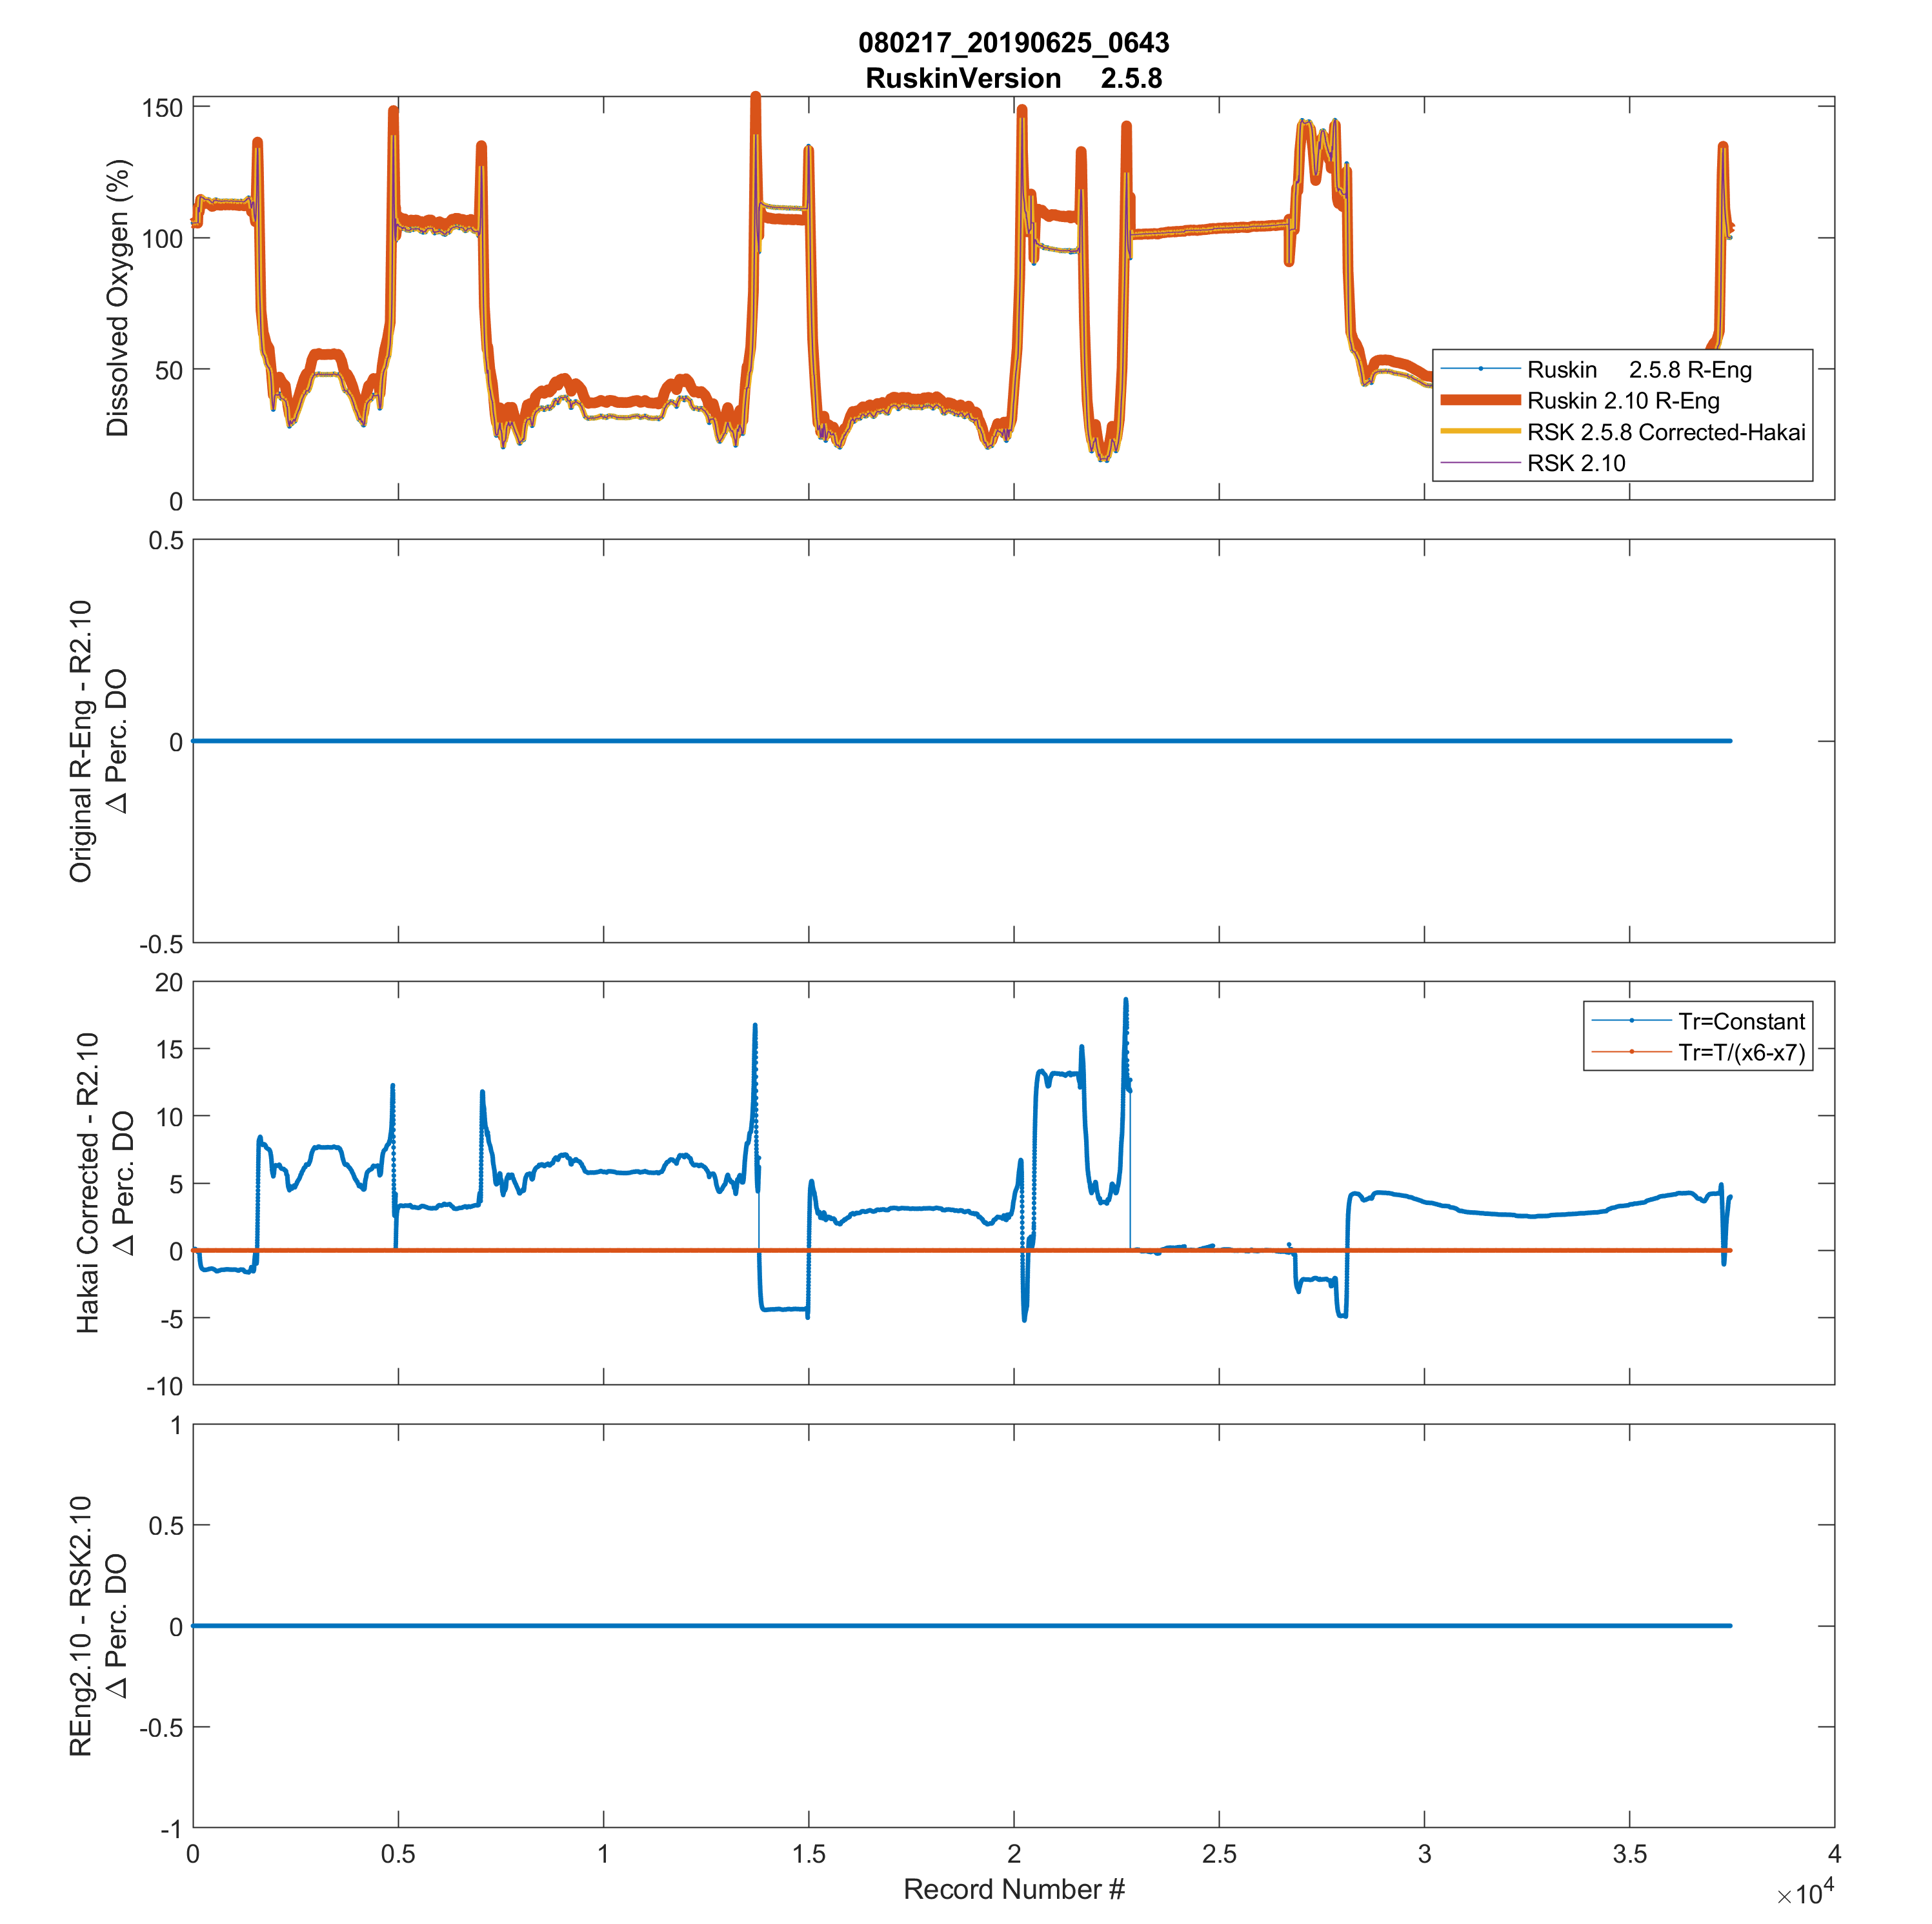 080217_20190625_0643
RuskinVersion 2.5.8
150
100
50
0
Dissolved Oxygen (%)
Ruskin 2.5.8 R-Eng
Ruskin 2.10 R-Eng
RSK 2.5.8 Corrected-Hakai
RSK 2.10
0.5
0
-0.5
Original R-Eng - R2.10
Δ Perc. DO
20
15
10
5
0
-5
-10
Hakai Corrected - R2.10
Δ Perc. DO
Tr=Constant
Tr=T/(x6-x7)
1
0.5
0
-0.5
-1
REng2.10 - RSK2.10
Δ Perc. DO
0 0.5 1 1.5 2 2.5 3 3.5 4
Record Number #
×10⁴